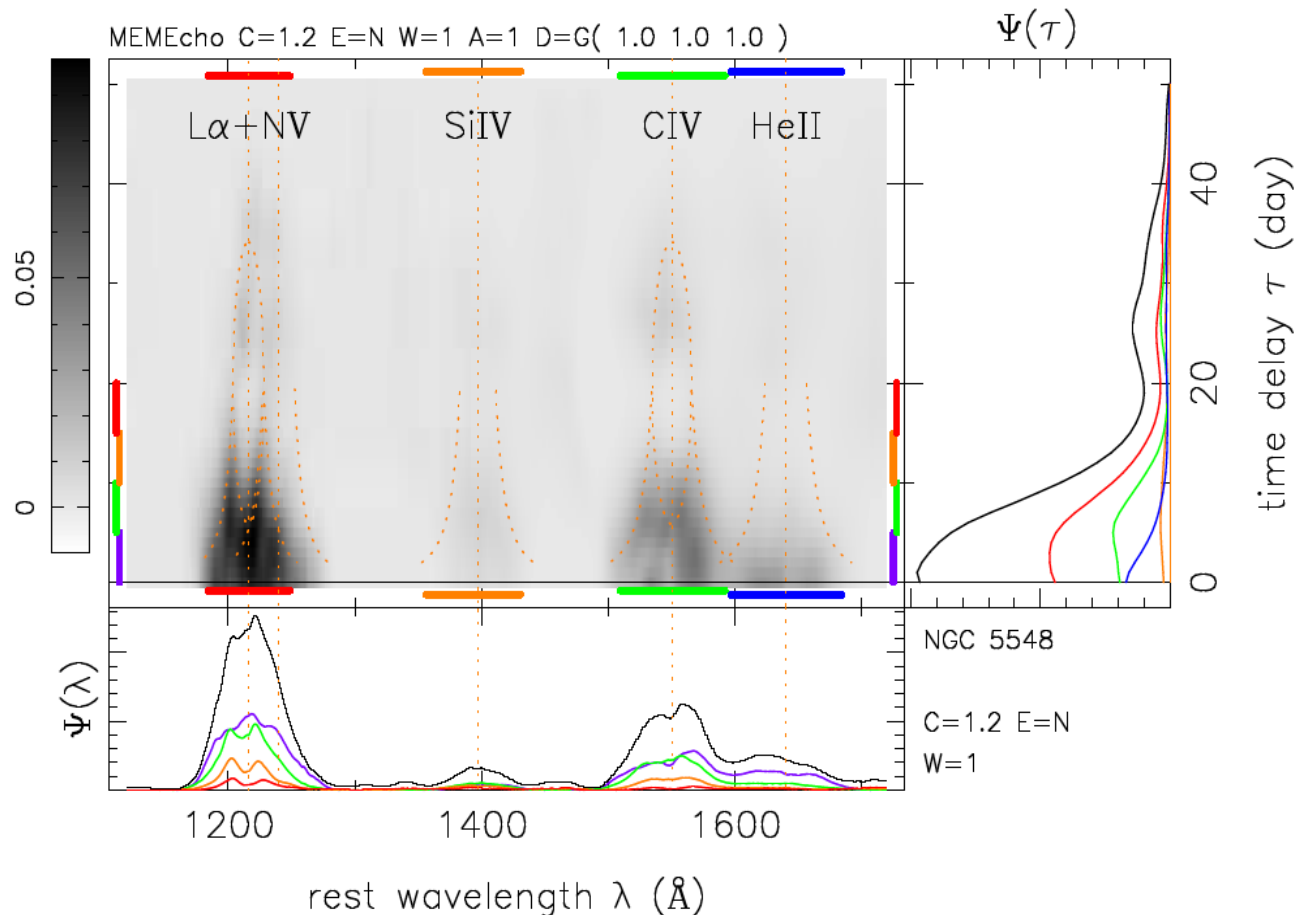 MEMEcho C=1.2 E=N W=1 A=1 D=G( 1.0 1.0 1.0 )
Ψ(τ)
Lα+NV
SiIV
CIV
HeII
0.05
0
40
20
0
time delay τ (day)
Ψ(λ)
NGC 5548
C=1.2 E=N
W=1
1200
1400
1600
rest wavelength λ (Å)